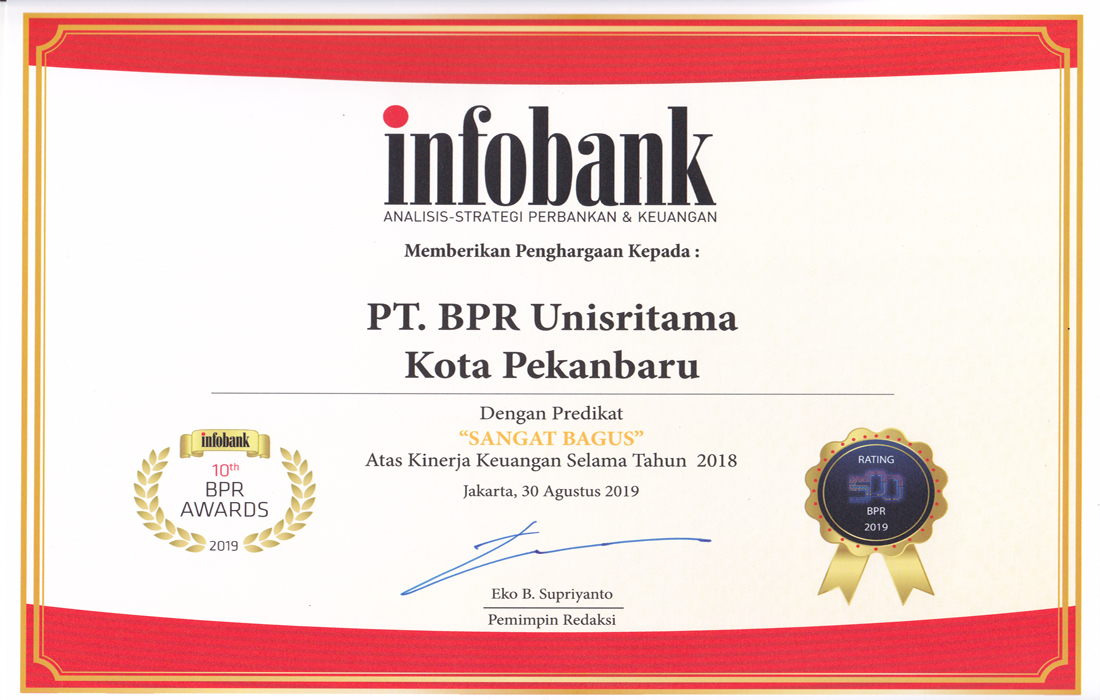 infobank
ANALISIS-STRATEGI PERBANKAN & KEUANGAN
Memberikan Penghargaan Kepada :
PT. BPR Unisritama
Kota Pekanbaru
Dengan Predikat
“SANGAT BAGUS”
Atas Kinerja Keuangan Selama Tahun 2018
Jakarta, 30 Agustus 2019
infobank
10th
BPR
AWARDS
2019
RATING
500
BPR
2019
Eko B. Supriyanto
Pemimpin Redaksi